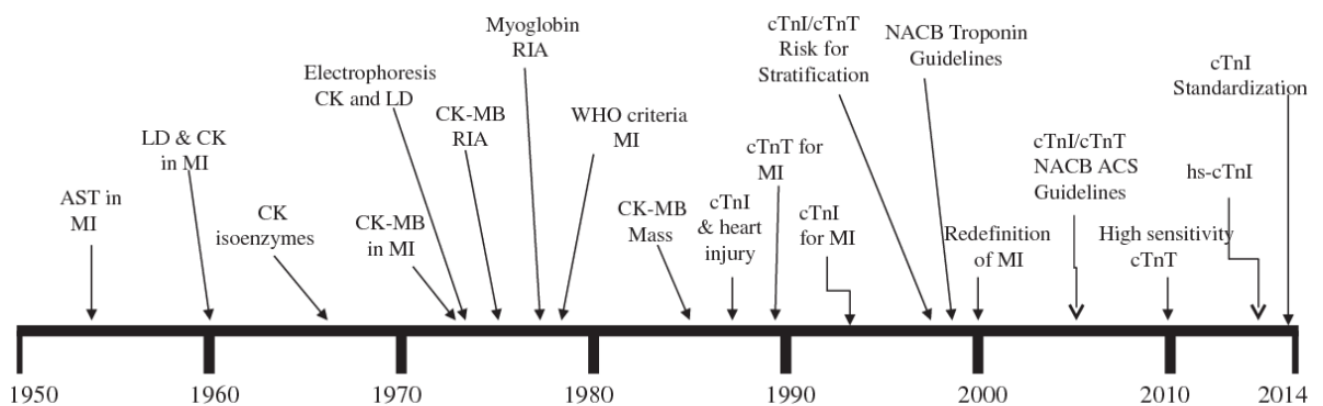 AST in
MI
LD & CK
in MI
CK
isoenzymes
Electrophoresis
CK and LD
CK-MB
in MI
CK-MB
RIA
Myoglobin
RIA
WHO criteria
MI
CK-MB
Mass
cTnI
& heart
injury
cTnT for
MI
cTnI
for MI
cTnI/cTnT
Risk for
Stratification
NACB Troponin
Guidelines
Redefinition
of MI
cTnI/cTnT
NACB ACS
Guidelines
High sensitivity
cTnT
hs-cTnI
cTnI
Standardization
1950
1960
1970
1980
1990
2000
2010
2014